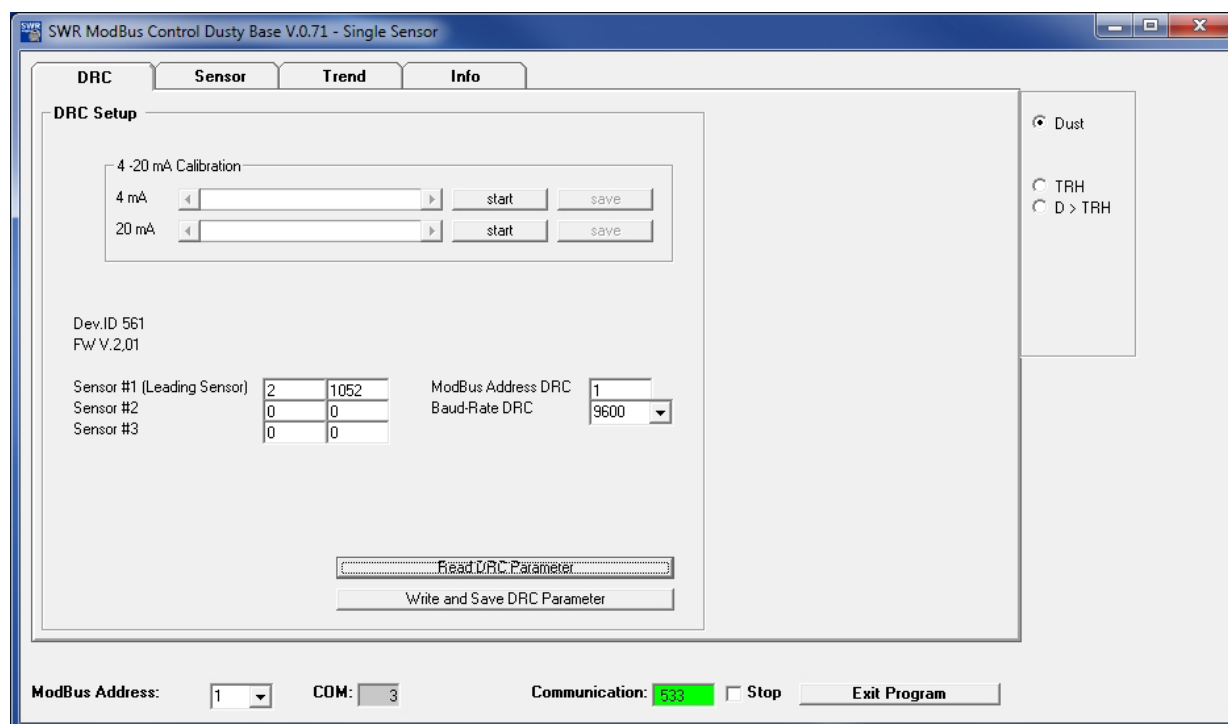 SWR ModBus Control Dusty Base V.0.71 - Single Sensor
DRC Sensor Trend Info
DRC Setup
Dust
4 -20 mA Calibration
4 mA start save
TRH
D > TRH
20 mA start save
Dev.ID 561
FW V.2,01
Sensor #1 (Leading Sensor) 2 1052 ModBus Address DRC 1
Sensor #2 0 0 Baud-Rate DRC 9600
Sensor #3 0 0
Read DRC Parameter
Write and Save DRC Parameter
ModBus Address: 1 COM: 3 Communication: 533 Stop Exit Program